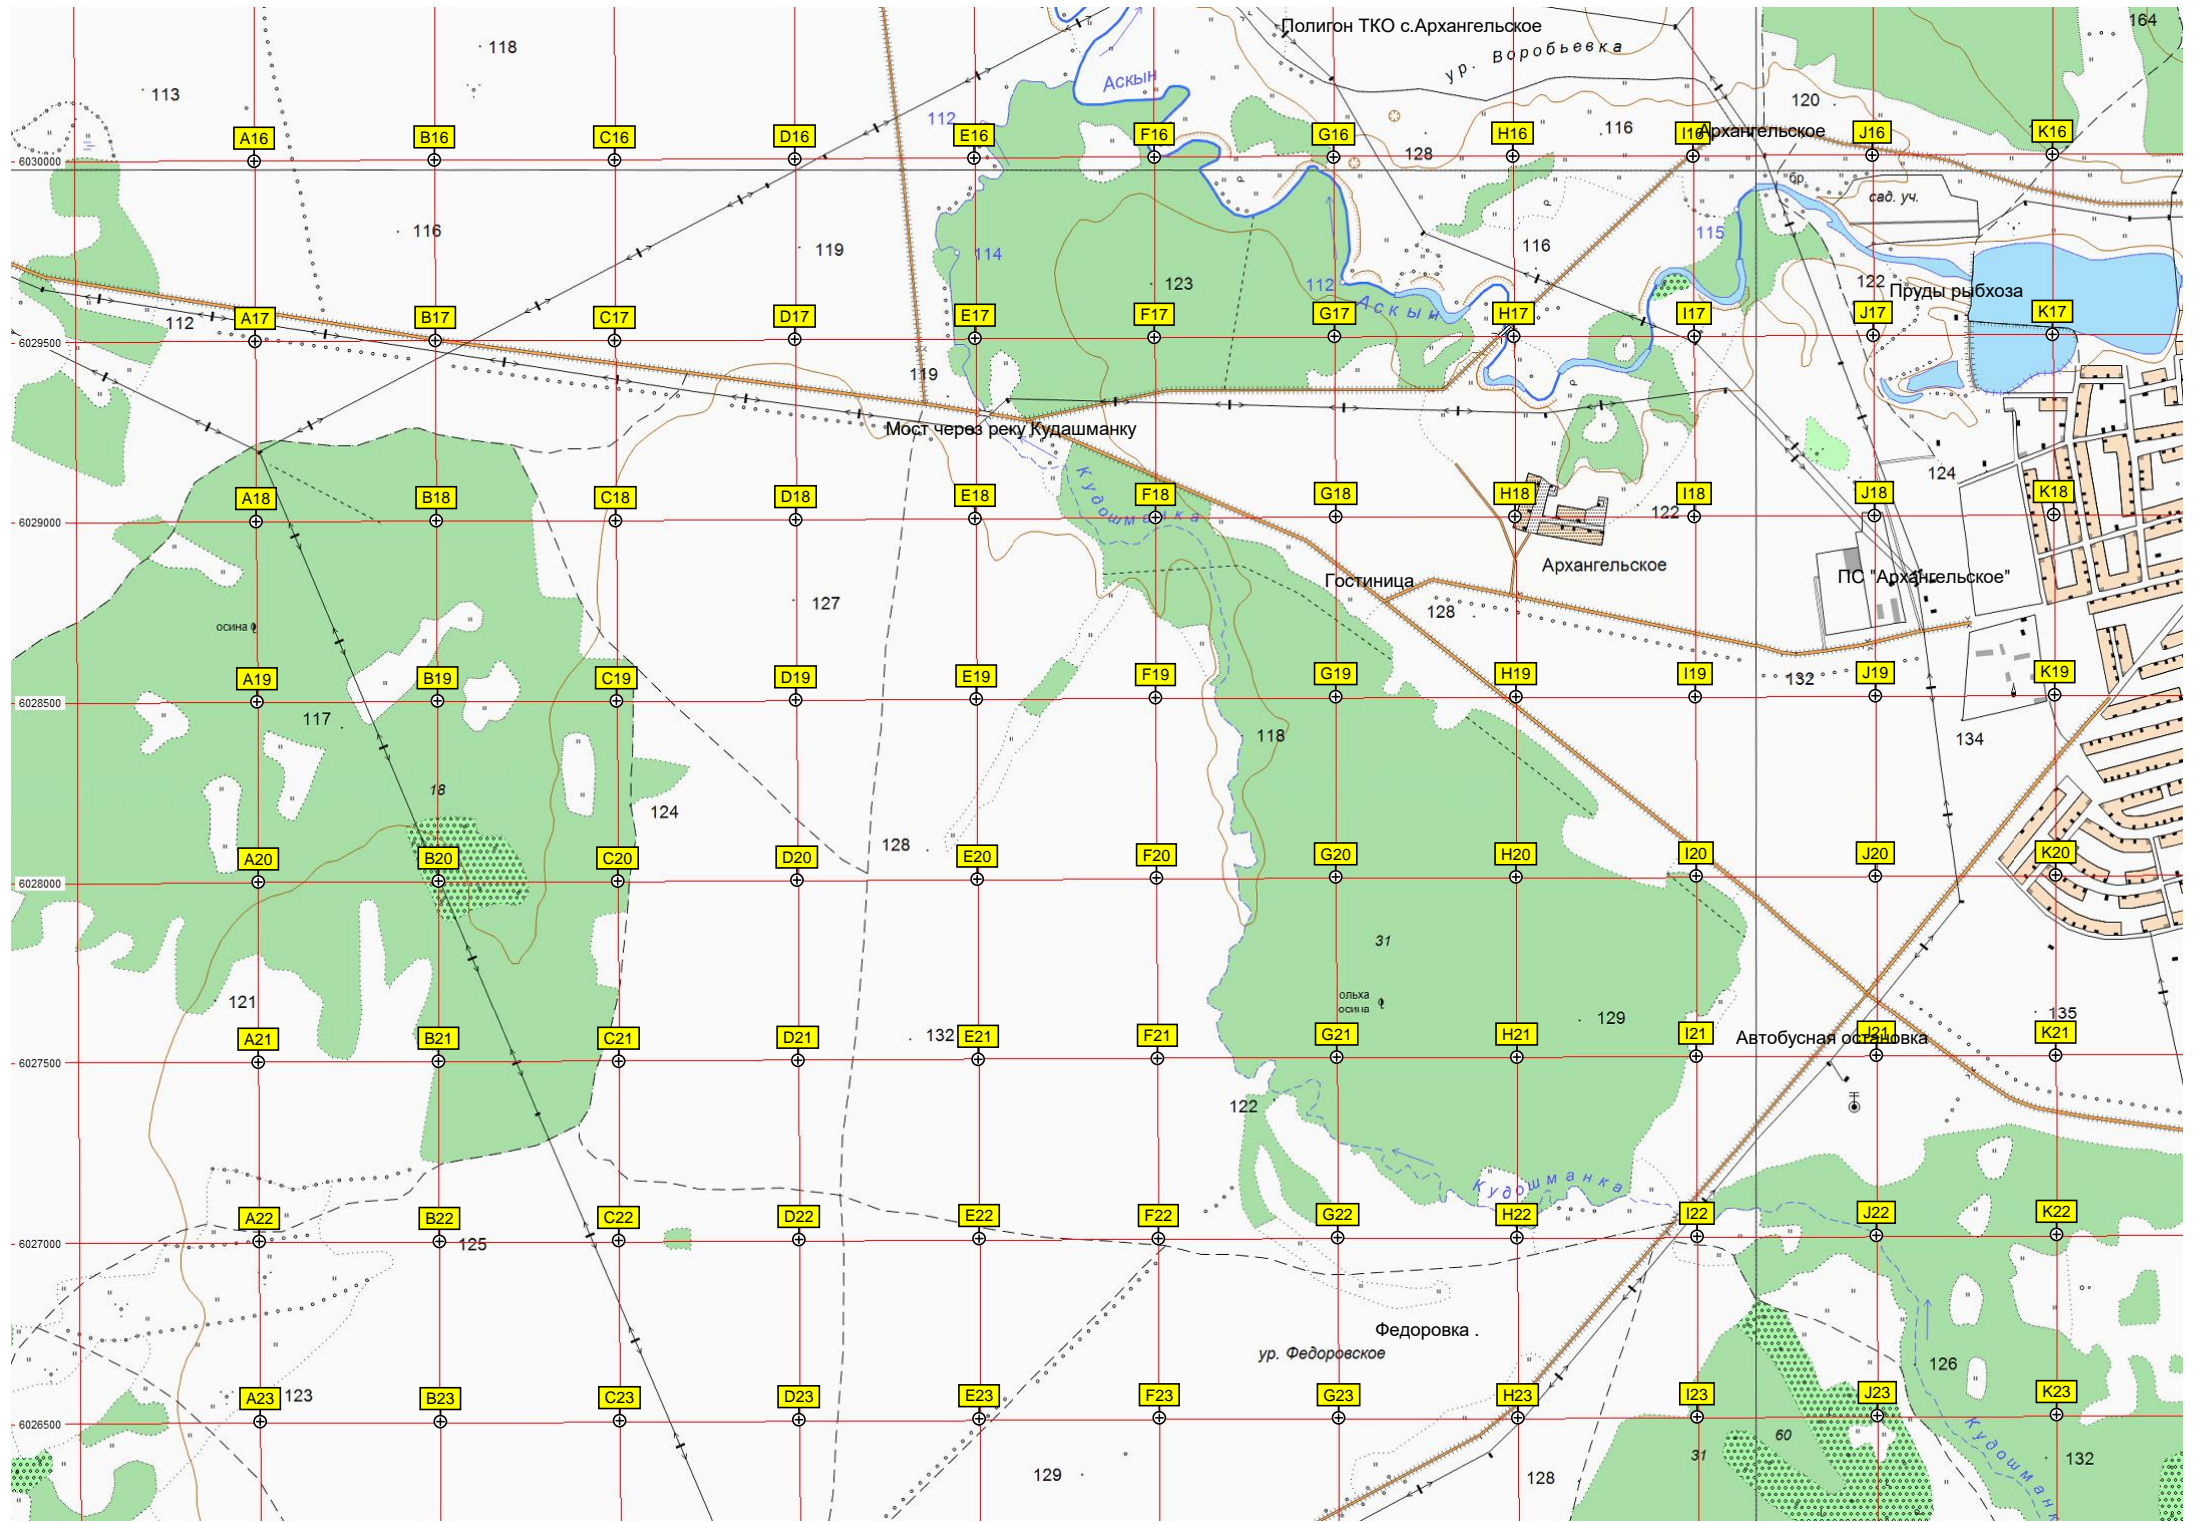 Полигон ТКО с.Архангельское
164
118
ур. Воробьевка
Аскын
113
120
112
116
128
Архангельское
A16 B16 C16 D16 E16 F16 G16 H16 I16 J16 K16
6030000
бр.
сад. уч.
116
119
114
116
115
123
112
122
Пруды рыбхоза
Аскын
112
A17 B17 C17 D17 E17 F17 G17 H17 I17 J17 K17
6029500
119
Мост через реку Кудашманку
124
Кудошманка
A18 B18 C18 D18 E18 F18 G18 H18 I18 J18 K18
122
6029000
Архангельское
Гостиница
ПС "Архангельское"
127
128
осина
A19 B19 C19 D19 E19 F19 G19 H19 I19 J19 K19
132
6028500
117
118
134
18
124
128
A20 B20 C20 D20 E20 F20 G20 H20 I20 J20 K20
6028000
31
ольха
осина
121
129
135
132
Автобусная остановка
A21 B21 C21 D21 E21 F21 G21 H21 I21 J21 K21
6027500
122
Кудошманка
A22 B22 C22 D22 E22 F22 G22 H22 I22 J22 K22
6027000
125
Федоровка .
ур. Федоровское
126
A23 B23 C23 D23 E23 F23 G23 H23 I23 J23 K23
123
6026500
Кудошманк
60
31
129
128
132